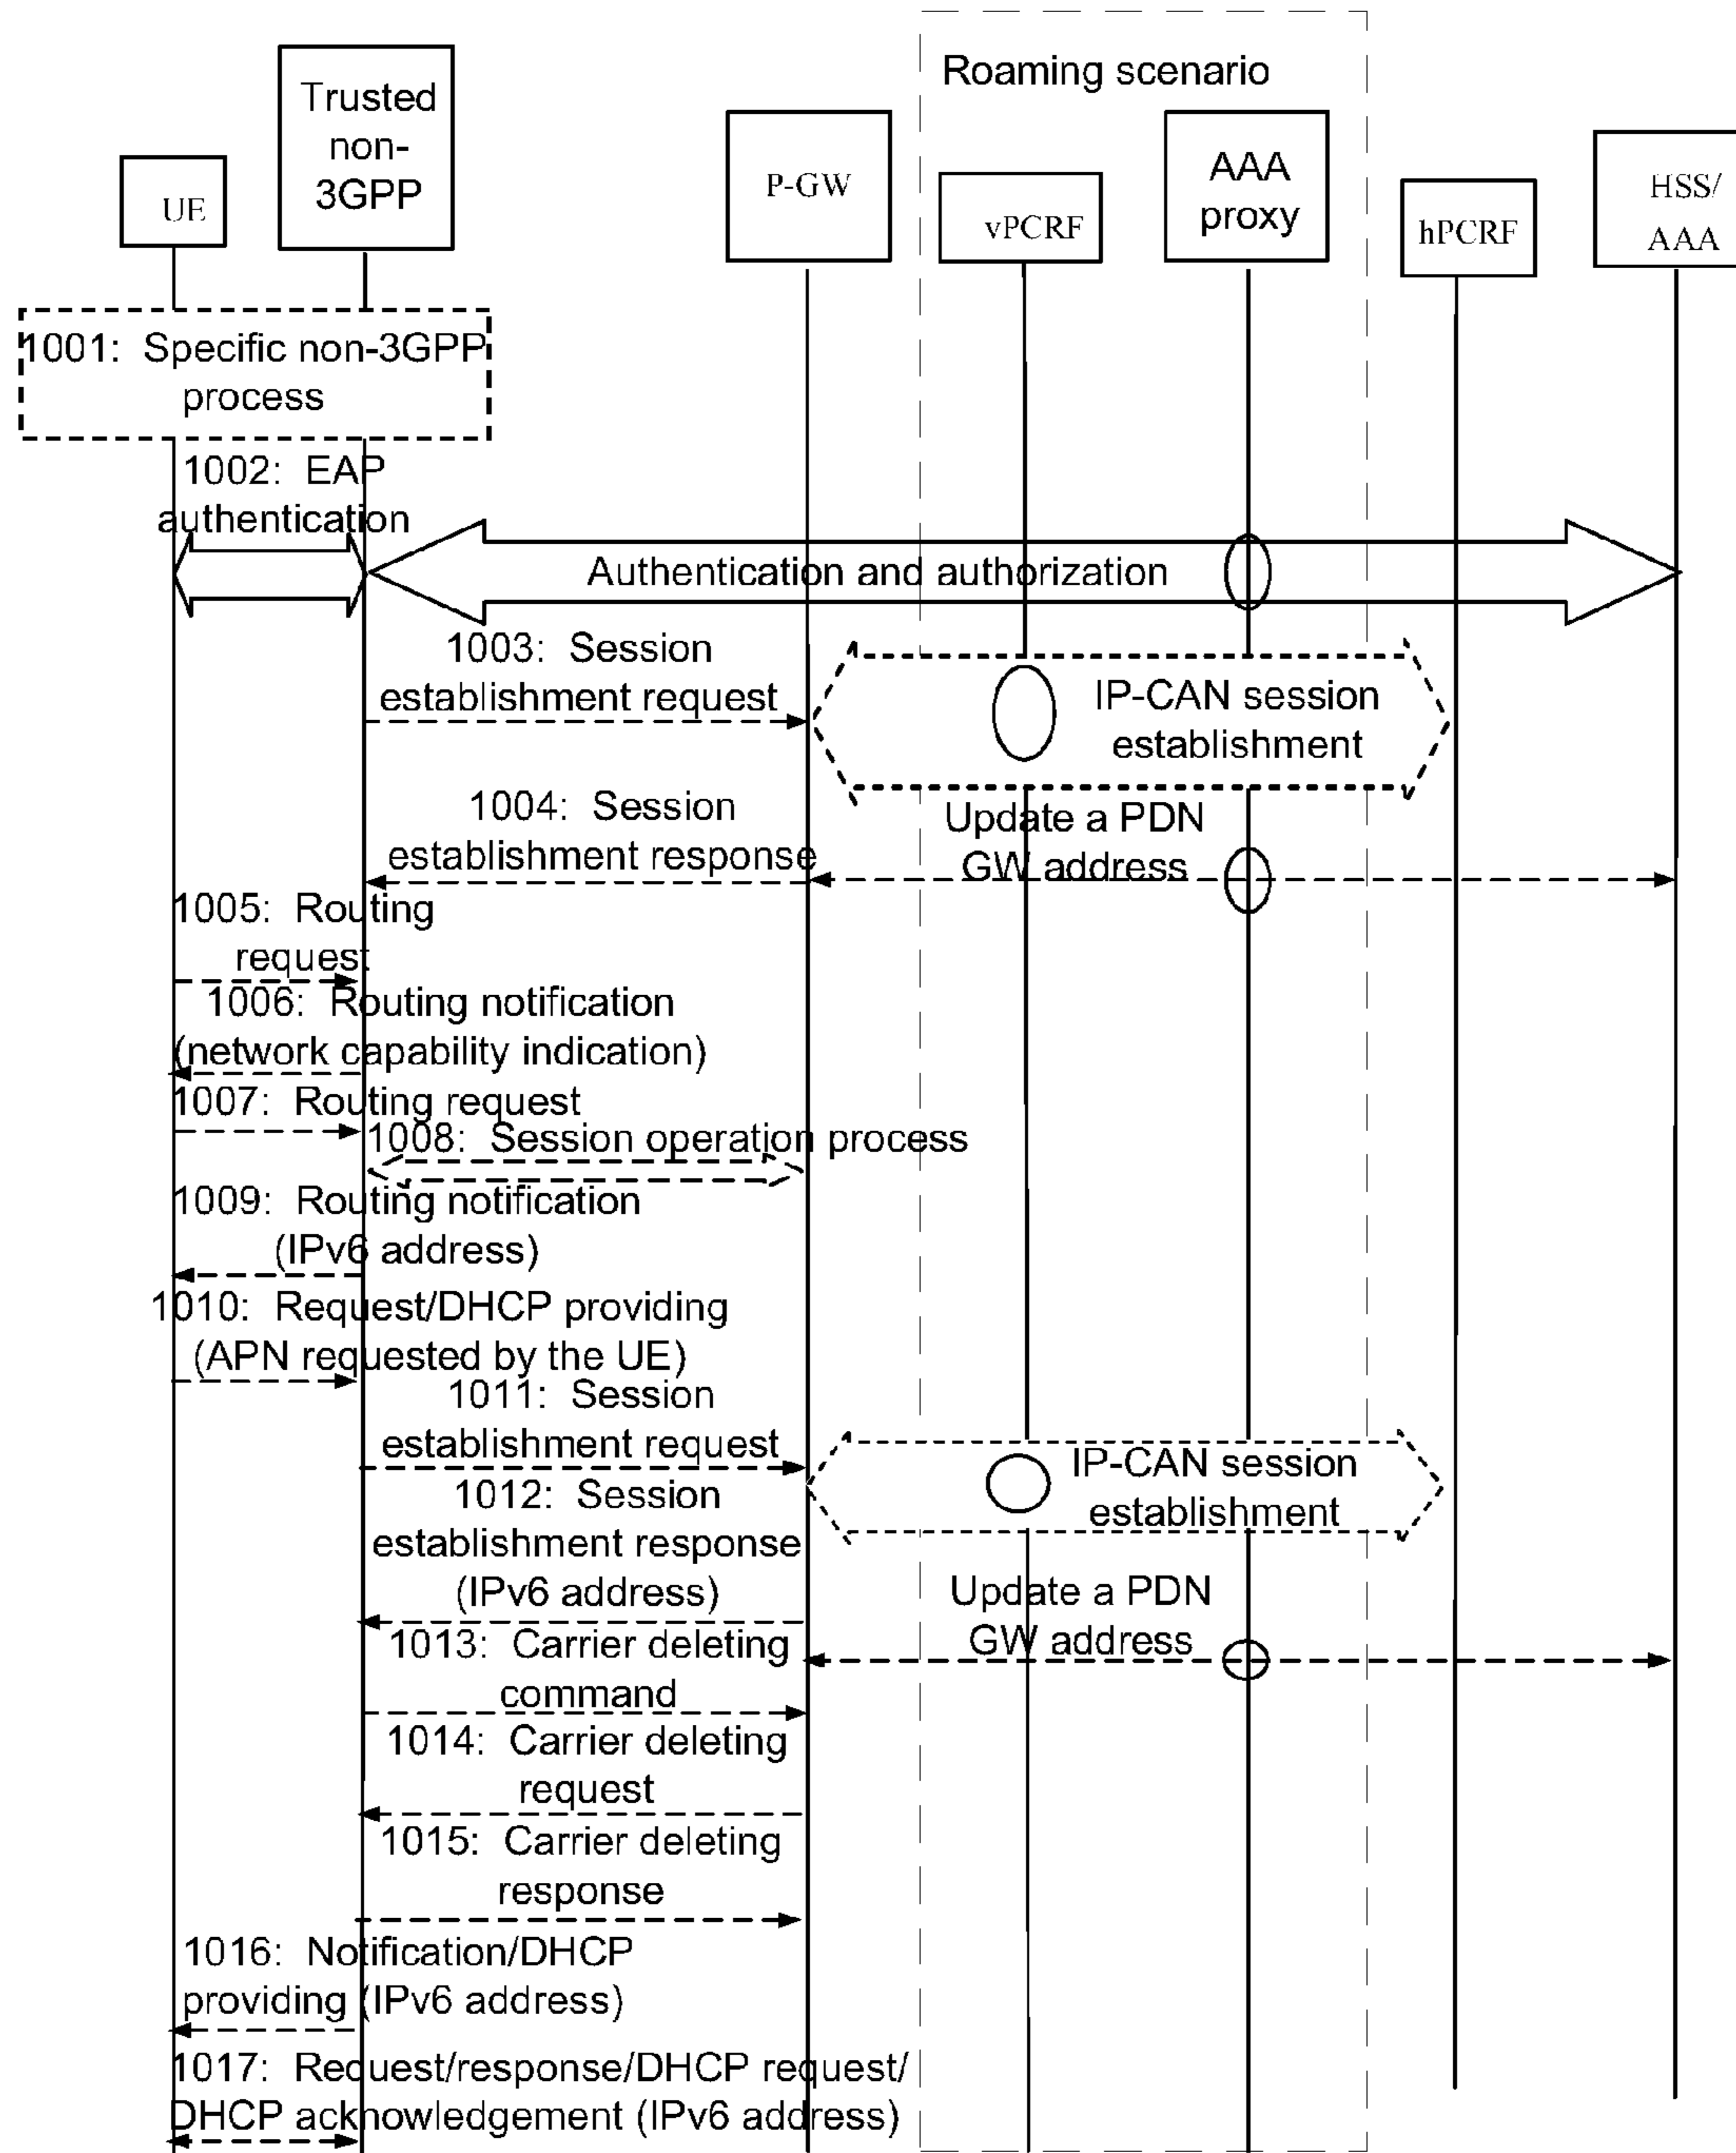 Roaming scenario
UE
Trusted
non-
3GPP
P-GW
vPCRF
AAA
proxy
hPCRF
HSS/
AAA
1001: Specific non-3GPP
process
1002: EAP
authentication
Authentication and authorization
1003: Session
establishment request
IP-CAN session
establishment
1004: Session
establishment response
Update a PDN
GW address
1005: Routing
request
1006: Routing notification
(network capability indication)
1007: Routing request
1008: Session operation process
1009: Routing notification
(IPv6 address)
1010: Request/DHCP providing
(APN requested by the UE)
1011: Session
establishment request
IP-CAN session
establishment
1012: Session
establishment response
(IPv6 address)
Update a PDN
GW address
1013: Carrier deleting
command
1014: Carrier deleting
request
1015: Carrier deleting
response
1016: Notification/DHCP
providing (IPv6 address)
1017: Request/response/DHCP request/
DHCP acknowledgement (IPv6 address)